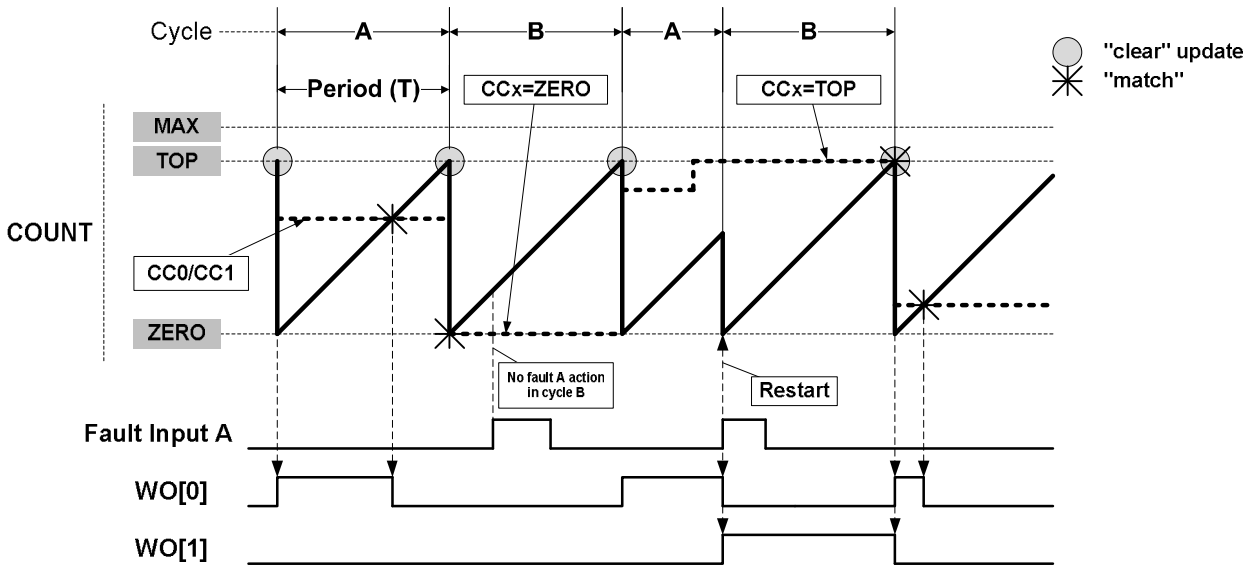 Cycle
A
B
A
B
"clear" update
"match"
Period (T)
CCx=ZERO
CCx=TOP
MAX
TOP
COUNT
CC0/CC1
ZERO
No fault A action
in cycle B
Restart
Fault Input A
WO[0]
WO[1]